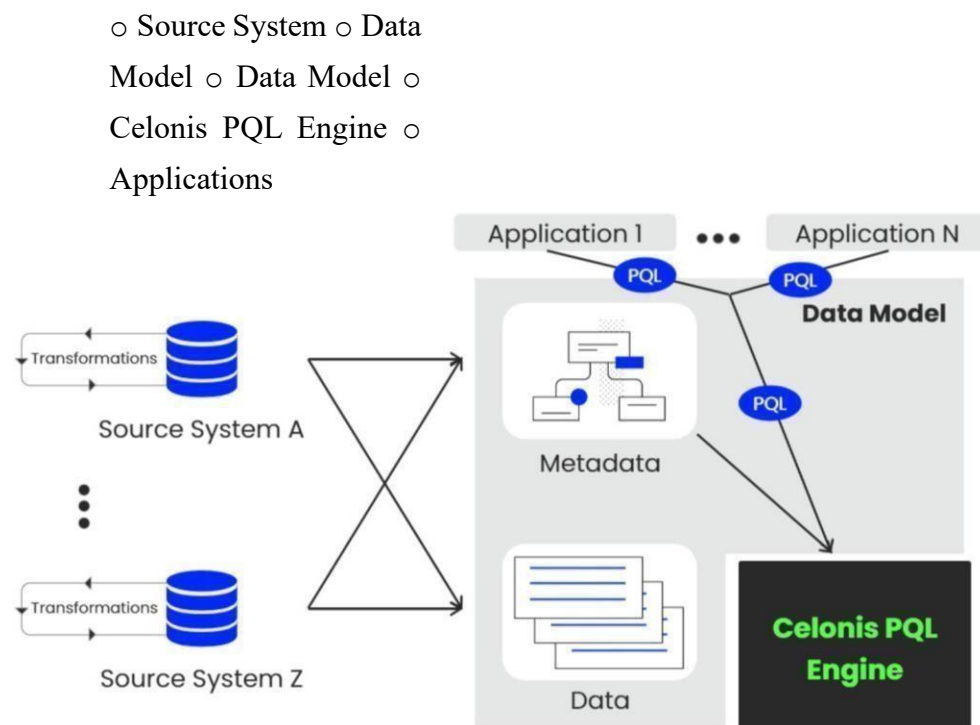 ○ Source System ○ Data
Model ○ Data Model ○
Celonis PQL Engine ○
Applications
Application 1 ••• Application N
PQL PQL
Data Model
Transformations
Source System A
PQL
Metadata
Transformations
Source System Z
Celonis PQL
Engine
Data